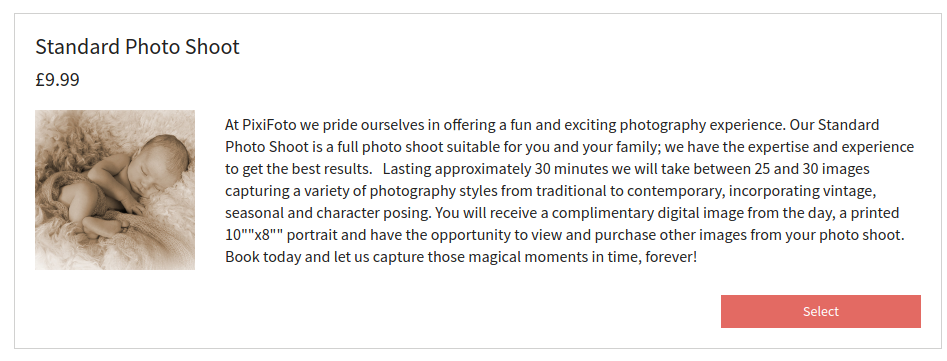 Standard Photo Shoot
£9.99
At PixiFoto we pride ourselves in offering a fun and exciting photography experience. Our Standard
Photo Shoot is a full photo shoot suitable for you and your family; we have the expertise and experience
to get the best results.   Lasting approximately 30 minutes we will take between 25 and 30 images
capturing a variety of photography styles from traditional to contemporary, incorporating vintage,
seasonal and character posing. You will receive a complimentary digital image from the day, a printed
10""x8"" portrait and have the opportunity to view and purchase other images from your photo shoot.
Book today and let us capture those magical moments in time, forever!
Select